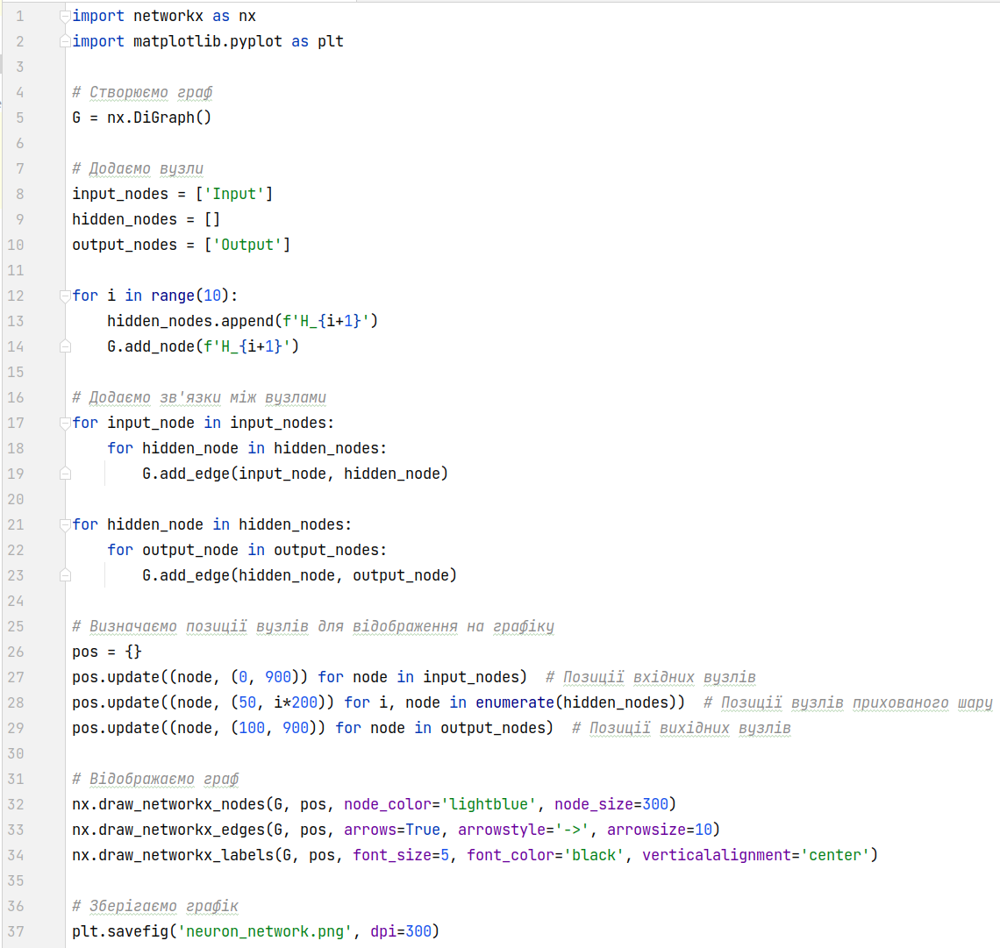 1 import networkx as nx
2 import matplotlib.pyplot as plt
3
4 # Створюємо граф
5 G = nx.DiGraph()
6
7 # Додаємо вузли
8 input_nodes = ['Input']
9 hidden_nodes = []
10 output_nodes = ['Output']
11
12 for i in range(10):
13     hidden_nodes.append(f'H_{i+1}')
14     G.add_node(f'H_{i+1}')
15
16 # Додаємо зв'язки між вузлами
17 for input_node in input_nodes:
18     for hidden_node in hidden_nodes:
19         G.add_edge(input_node, hidden_node)
20
21 for hidden_node in hidden_nodes:
22     for output_node in output_nodes:
23         G.add_edge(hidden_node, output_node)
24
25 # Визначаємо позиції вузлів для відображення на графіку
26 pos = {}
27 pos.update((node, (0, 900)) for node in input_nodes)  # Позиції вхідних вузлів
28 pos.update((node, (50, i*200)) for i, node in enumerate(hidden_nodes))  # Позиції вузлів прихованого шару
29 pos.update((node, (100, 900)) for node in output_nodes)  # Позиції вихідних вузлів
30
31 # Відображаємо граф
32 nx.draw_networkx_nodes(G, pos, node_color='lightblue', node_size=300)
33 nx.draw_networkx_edges(G, pos, arrows=True, arrowstyle='->', arrowsize=10)
34 nx.draw_networkx_labels(G, pos, font_size=5, font_color='black', verticalalignment='center')
35
36 # Зберігаємо графік
37 plt.savefig('neuron_network.png', dpi=300)